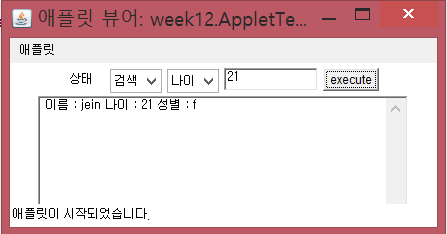 애플릿 뷰어: week12.AppletTe...
애플릿
상태 검색 나이 21 execute
이름 : jein 나이 : 21 성별 : f
애플릿이 시작되었습니다.